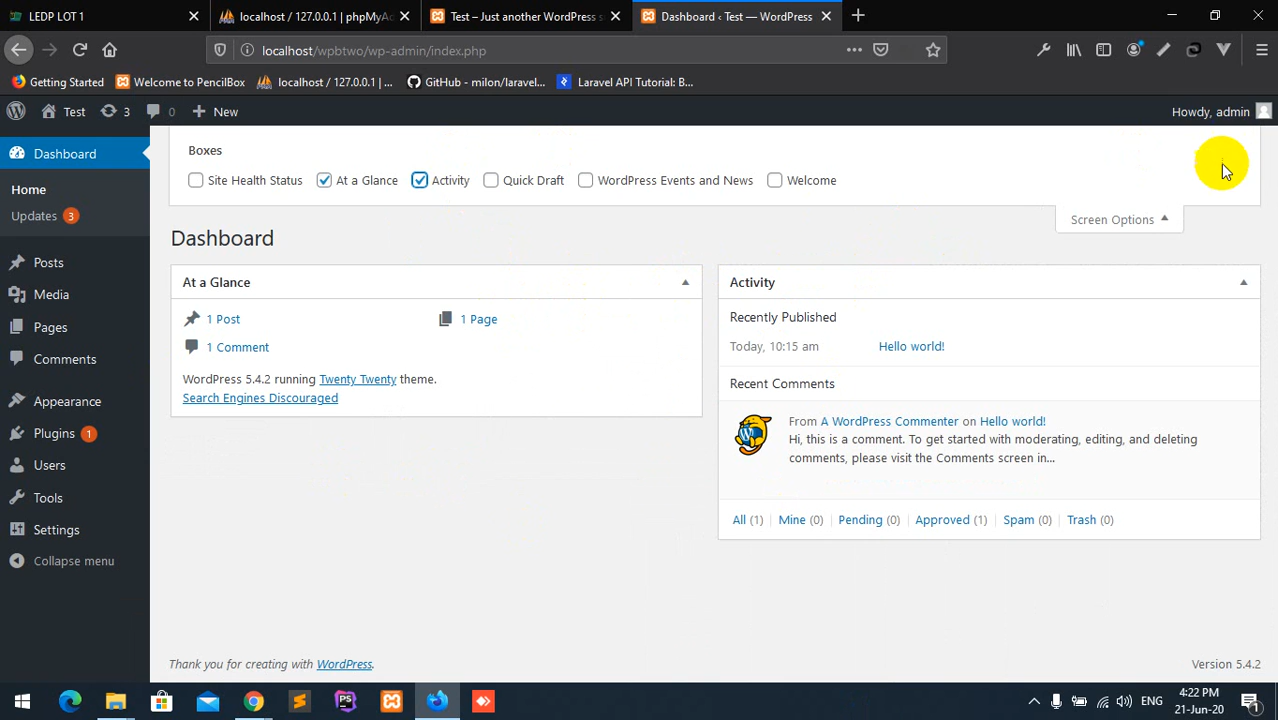 LEDP LOT 1
localhost / 127.0.0.1 | phpMyAc
Test – Just another WordPress s
Dashboard ‹ Test — WordPress
localhost/wpbtwo/wp-admin/index.php
Getting Started
Welcome to PencilBox
localhost / 127.0.0.1 | ...
GitHub - milon/laravel...
Laravel API Tutorial: B...
Test
3
0
New
Howdy, admin
Dashboard
Home
Updates 3
Posts
Media
Pages
Comments
Appearance
Plugins 1
Users
Tools
Settings
Collapse menu
Boxes
Site Health Status
At a Glance
Activity
Quick Draft
WordPress Events and News
Welcome
Screen Options
Dashboard
At a Glance
1 Post
1 Page
1 Comment
WordPress 5.4.2 running Twenty Twenty theme.
Search Engines Discouraged
Activity
Recently Published
Today, 10:15 am Hello world!
Recent Comments
From A WordPress Commenter on Hello world!
Hi, this is a comment. To get started with moderating, editing, and deleting
comments, please visit the Comments screen in...
All (1) | Mine (0) | Pending (0) | Approved (1) | Spam (0) | Trash (0)
Thank you for creating with WordPress.
Version 5.4.2
ENG
4:22 PM
21-Jun-20
1